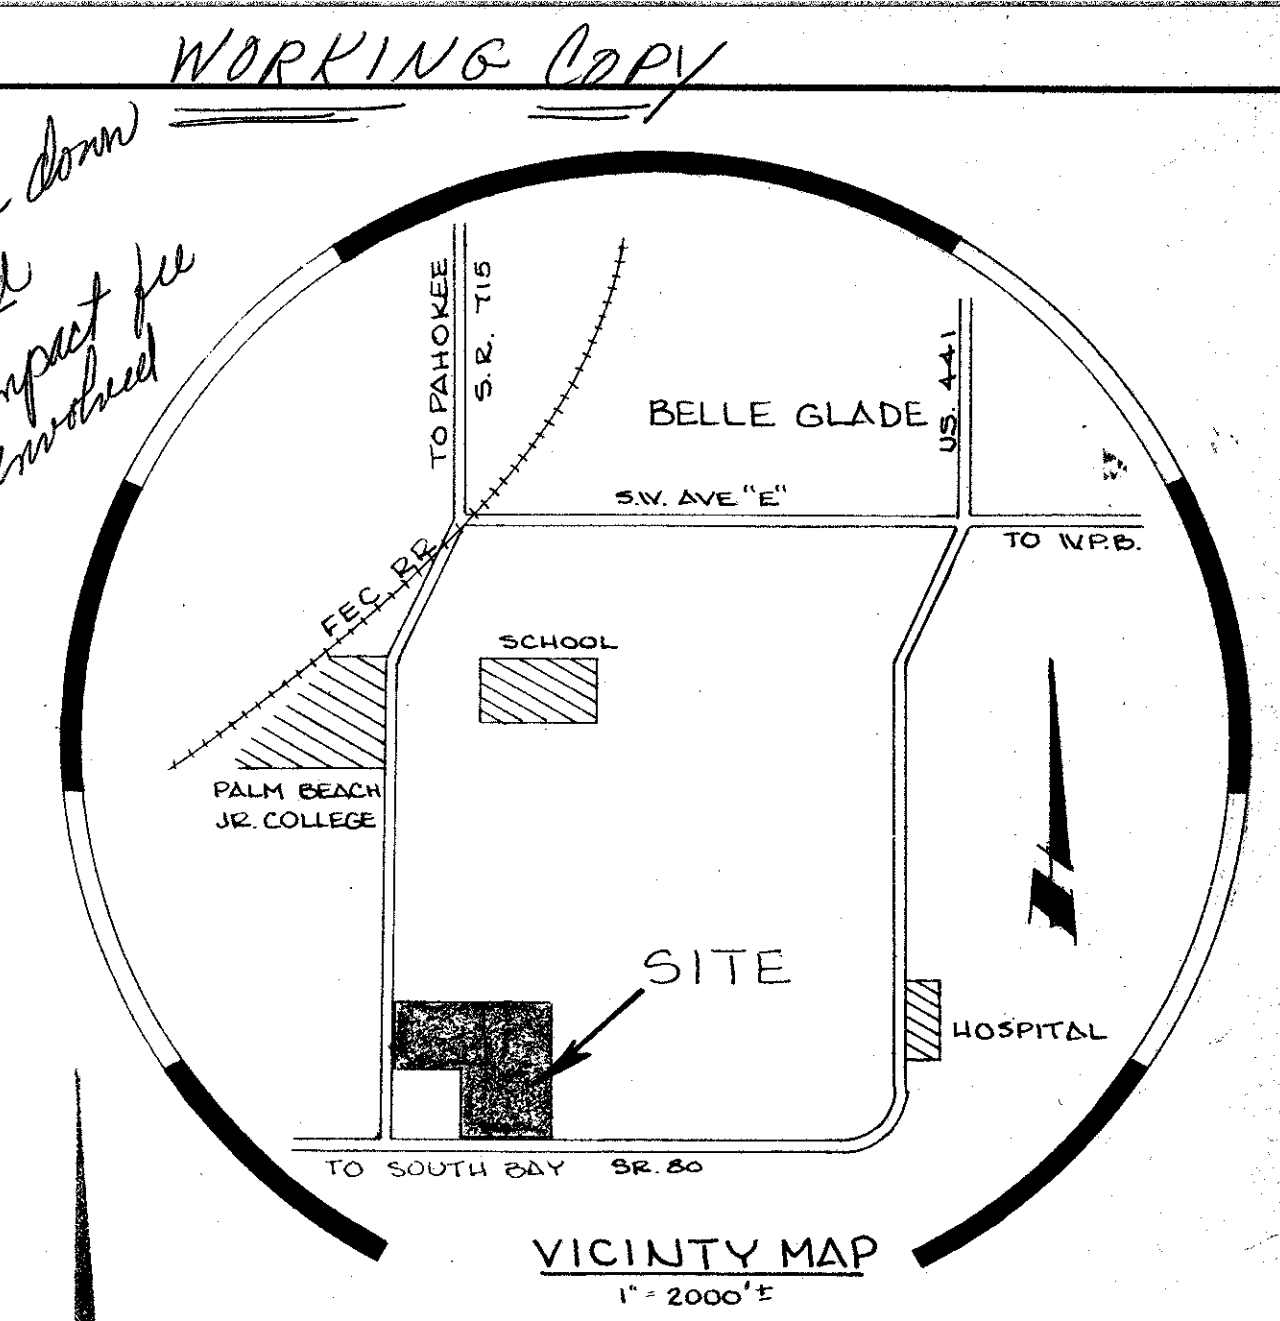 WORKING COPY
down
impact fee
involved
TO PAHOKEE
S.R. 715
BELLE GLADE
US. 441
S.W. AVE "E"
TO W.P.B.
FEC. RR
SCHOOL
PALM BEACH
JR. COLLEGE
SITE
HOSPITAL
TO SOUTH BAY SR. 80
VICINTY MAP
1" = 2000' ±